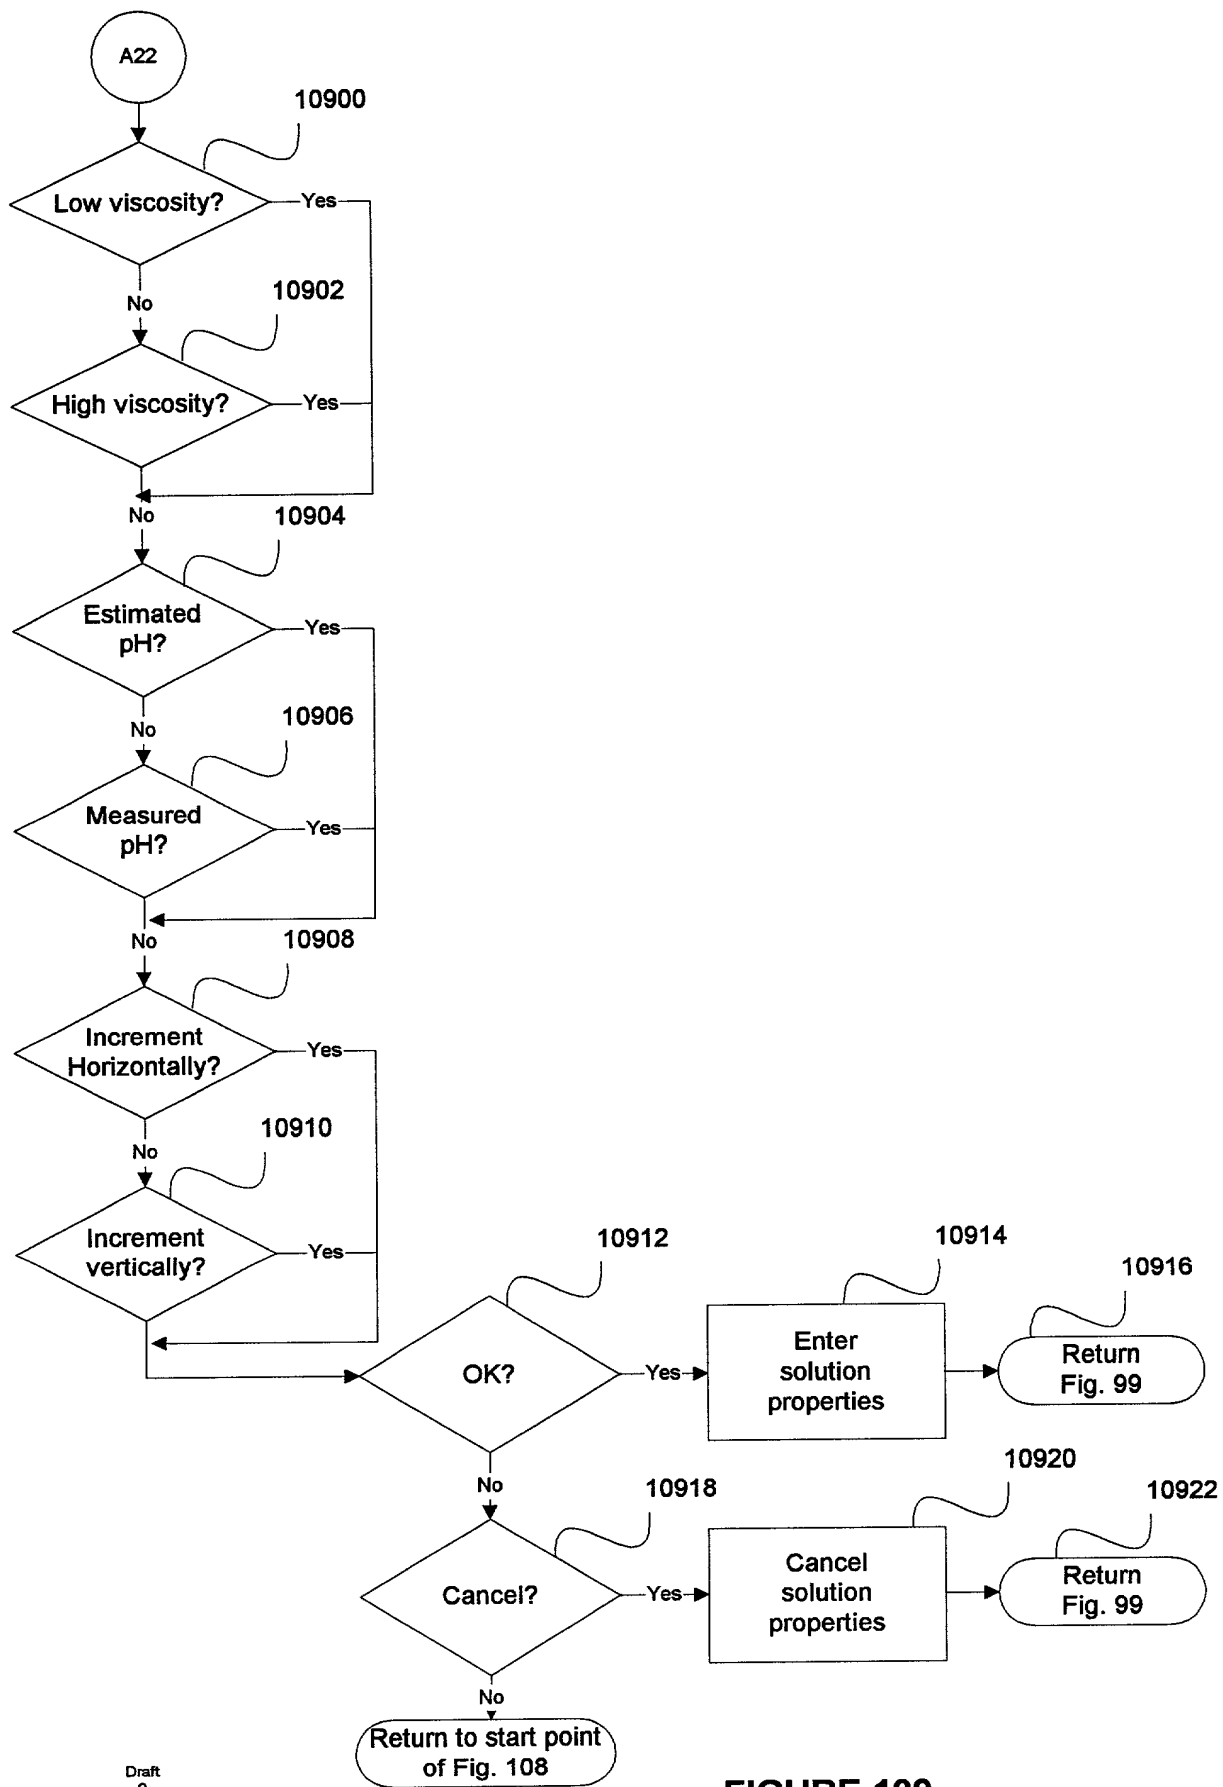 A22
10900
Low viscosity?
Yes
No
10902
High viscosity?
Yes
No
10904
Estimated
pH?
Yes
No
10906
Measured
pH?
Yes
No
10908
Increment
Horizontally?
Yes
No
10910
Increment
vertically?
Yes
10912
OK?
Yes
10914
Enter
solution
properties
10916
Return
Fig. 99
No
10918
Cancel?
Yes
10920
Cancel
solution
properties
10922
Return
Fig. 99
No
Return to start point
of Fig. 108
Draft